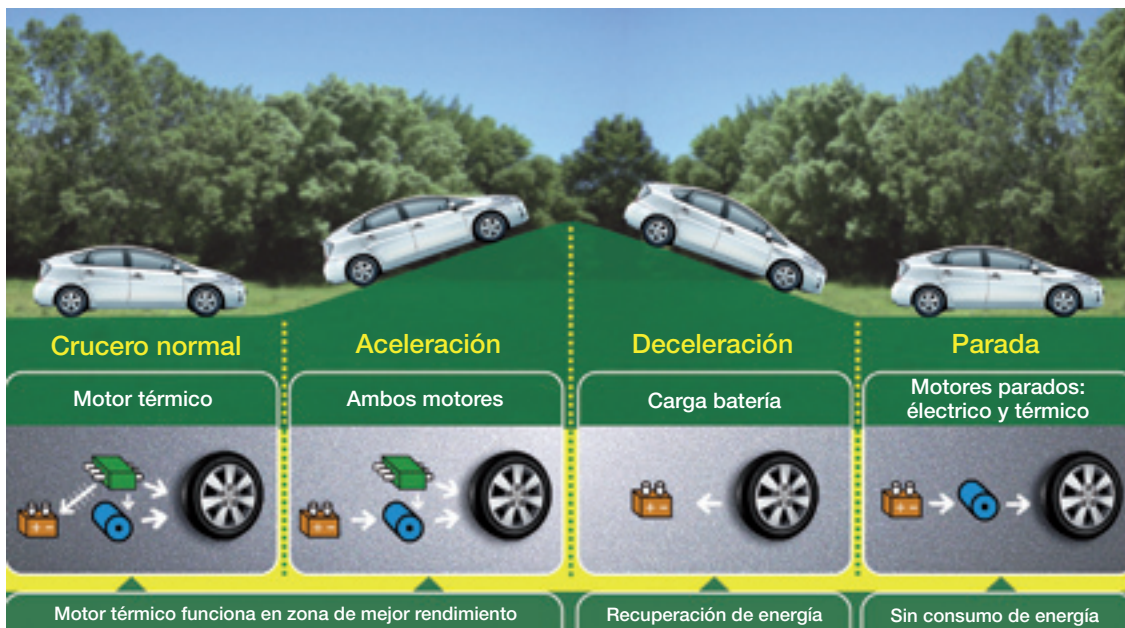 Crucero normal
Aceleración
Deceleración
Parada
Motor térmico
Ambos motores
Carga batería
Motores parados:
électrico y térmico
Motor térmico funciona en zona de mejor rendimiento
Recuperación de energía
Sin consumo de energía